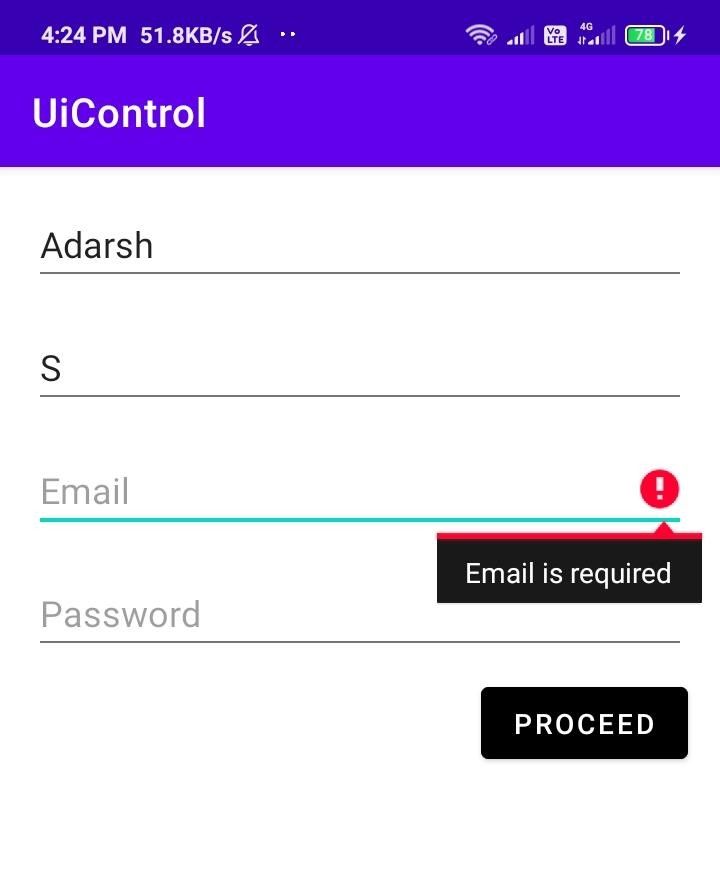 4:24 PM 51.8KB/s Vo LTE 4G 78
UiControl
Adarsh
S
Email
Email is required
Password
PROCEED